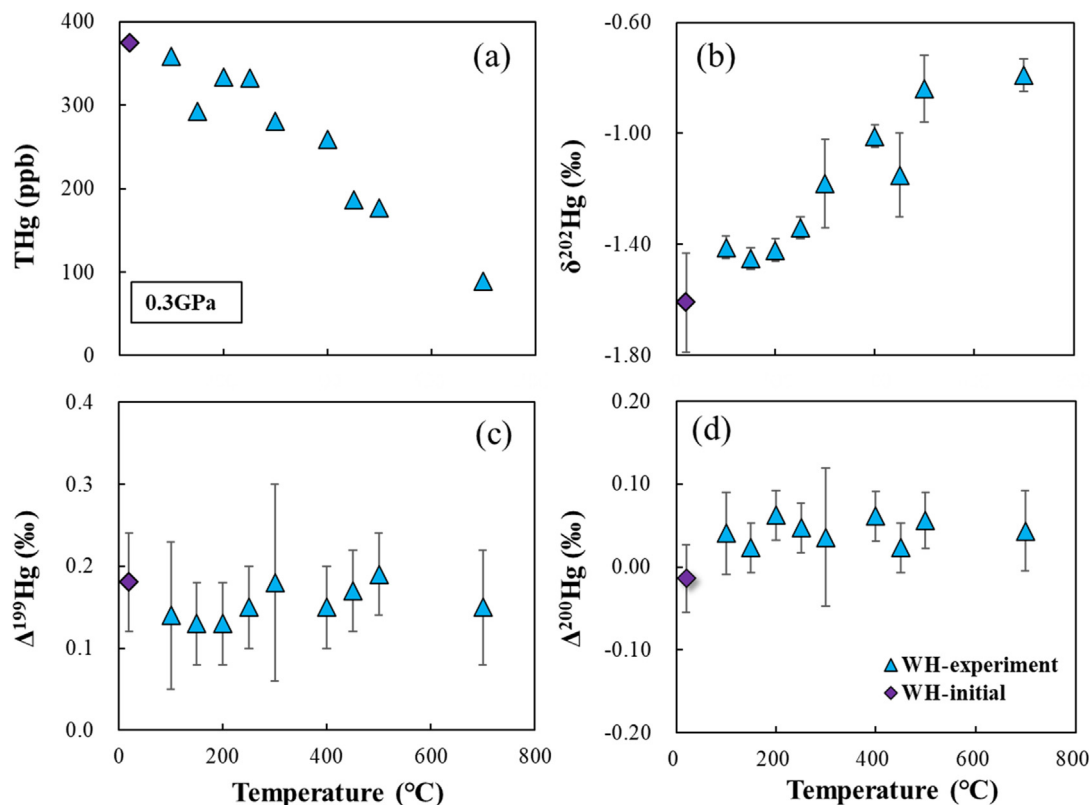 400
300
200
100
0
THg (ppb)
(a)
0.3GPa
-0.60
-1.00
-1.40
-1.80
δ²⁰²Hg (‰)
(b)
0.4
0.3
0.2
0.1
0.0
Δ¹⁹⁹Hg (‰)
(c)
0 200 400 600 800
Temperature (°C)
0.20
0.10
0.00
-0.10
-0.20
Δ²⁰⁰Hg (‰)
(d)
WH-experiment
WH-initial
0 200 400 600 800
Temperature (°C)